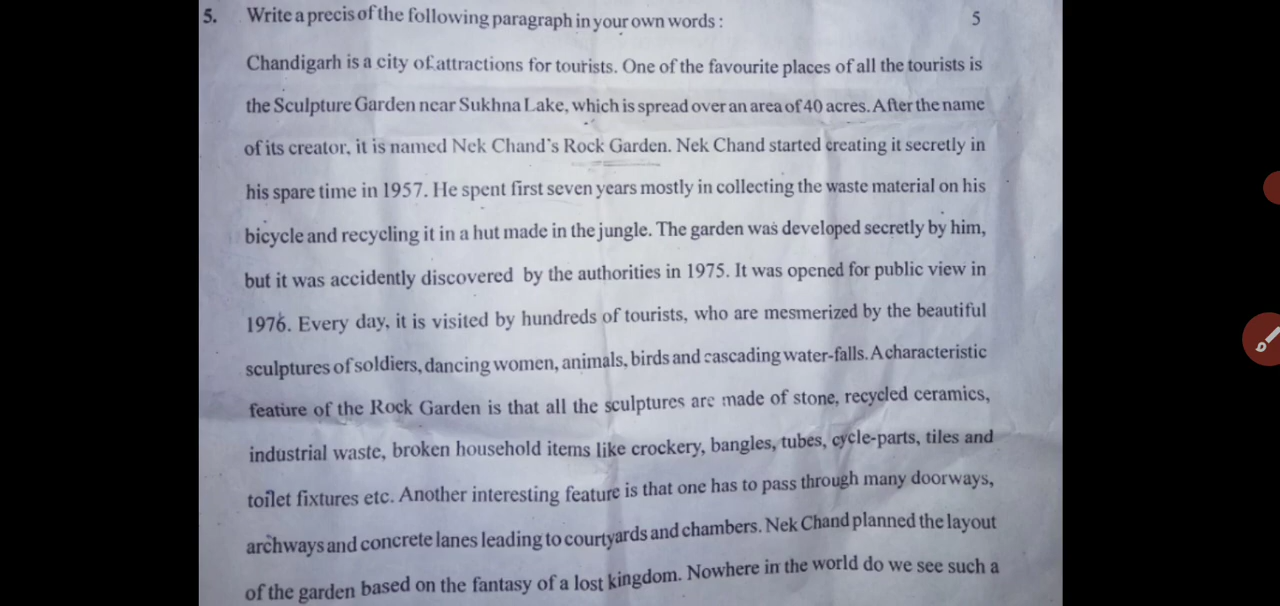 5. Write a precis of the following paragraph in your own words : 5
Chandigarh is a city of attractions for tourists. One of the favourite places of all the tourists is
the Sculpture Garden near Sukhna Lake, which is spread over an area of 40 acres. After the name
of its creator, it is named Nek Chand's Rock Garden. Nek Chand started creating it secretly in
his spare time in 1957. He spent first seven years mostly in collecting the waste material on his
bicycle and recycling it in a hut made in the jungle. The garden was developed secretly by him,
but it was accidently discovered by the authorities in 1975. It was opened for public view in
1976. Every day, it is visited by hundreds of tourists, who are mesmerized by the beautiful
sculptures of soldiers, dancing women, animals, birds and cascading water-falls. A characteristic
feature of the Rock Garden is that all the sculptures are made of stone, recycled ceramics,
industrial waste, broken household items like crockery, bangles, tubes, cycle-parts, tiles and
toilet fixtures etc. Another interesting feature is that one has to pass through many doorways,
archways and concrete lanes leading to courtyards and chambers. Nek Chand planned the layout
of the garden based on the fantasy of a lost kingdom. Nowhere in the world do we see such a